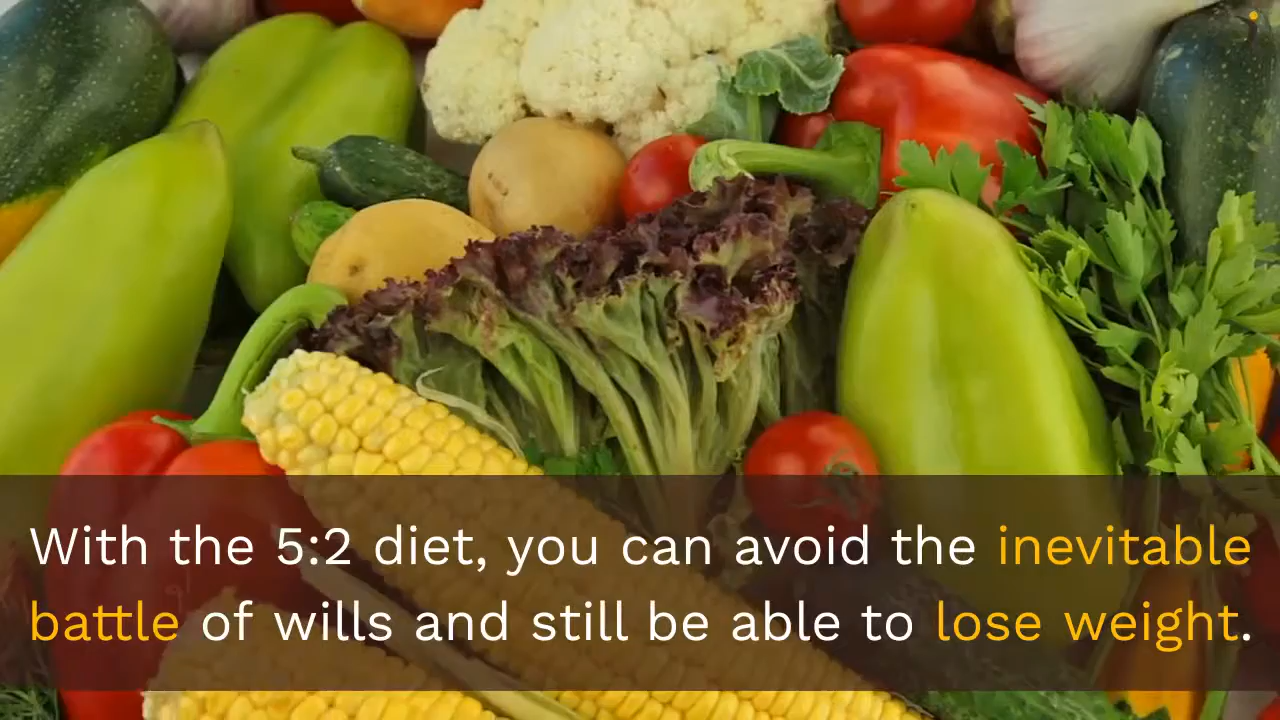 With the 5:2 diet, you can avoid the inevitable
battle of wills and still be able to lose weight.